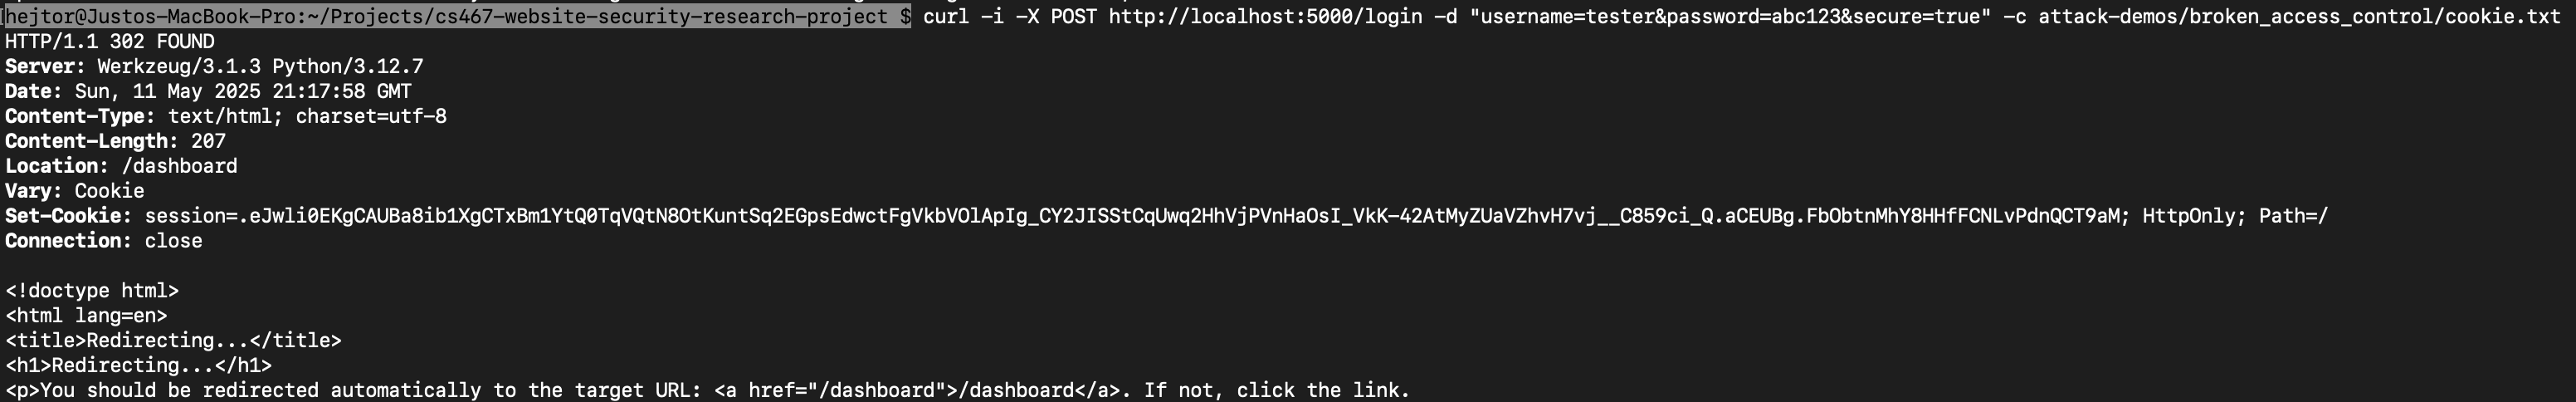 [hejtor@Justos-MacBook-Pro:~/Projects/cs467-website-security-research-project $ curl -i -X POST http://localhost:5000/login -d "username=tester&password=abc123&secure=true" -c attack-demos/broken_access_control/cookie.txt
HTTP/1.1 302 FOUND
Server: Werkzeug/3.1.3 Python/3.12.7
Date: Sun, 11 May 2025 21:17:58 GMT
Content-Type: text/html; charset=utf-8
Content-Length: 207
Location: /dashboard
Vary: Cookie
Set-Cookie: session=.eJwli0EKgCAUBa8ib1XgCTxBm1YtQ0TqVQtN8OtKuntSq2EGpsEdwctFgVkbVOlApIg_CY2JISStCqUwq2HhVjPVnHaOsI_VkK-42AtMyZUaVZhvH7vj__C859ci_Q.aCEUBg.FbObtnMhY8HHfFCNLvPdnQCT9aM; HttpOnly; Path=/
Connection: close
<!doctype html>
<html lang=en>
<title>Redirecting...</title>
<h1>Redirecting...</h1>
<p>You should be redirected automatically to the target URL: <a href="/dashboard">/dashboard</a>. If not, click the link.